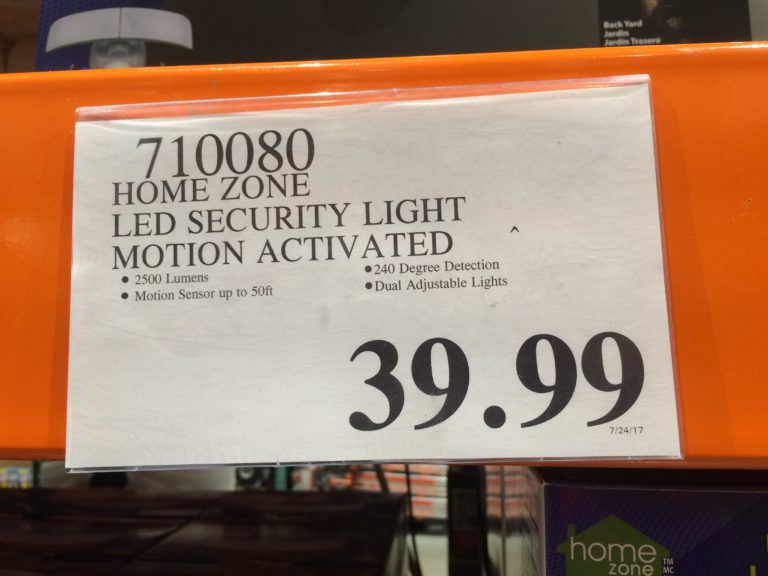 Back Yard
Jardin
Jardín Trasero
710080
HOME ZONE
LED SECURITY LIGHT
MOTION ACTIVATED ^
• 2500 Lumens
• Motion Sensor up to 50ft
• 240 Degree Detection
• Dual Adjustable Lights
39.99
7/24/17
home
zone
TM
MC